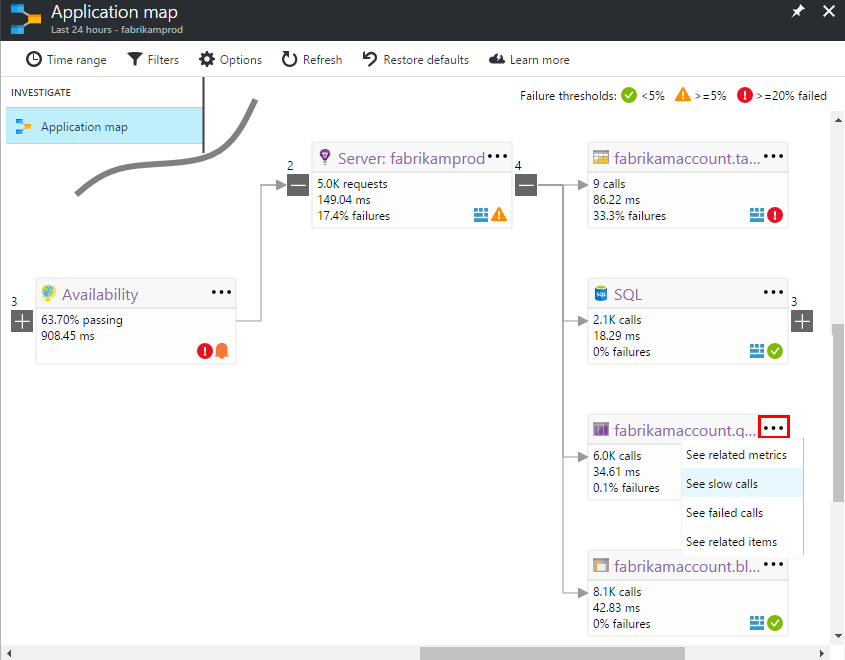 Application map
Last 24 hours - fabrikamprod
Time range
Filters
Options
Refresh
Restore defaults
Learn more
INVESTIGATE
Application map
Failure thresholds: <5% >=5% >=20% failed
2
Server: fabrikamprod
5.0K requests
149.04 ms
17.4% failures
4
fabrikamaccount.ta...
9 calls
86.22 ms
33.3% failures
3
Availability
63.70% passing
908.45 ms
SQL
SQL
2.1K calls
18.29 ms
0% failures
3
fabrikamaccount.q...
6.0K calls
34.61 ms
0.1% failures
See related metrics
See slow calls
See failed calls
See related items
fabrikamaccount.bl...
8.1K calls
42.83 ms
0% failures